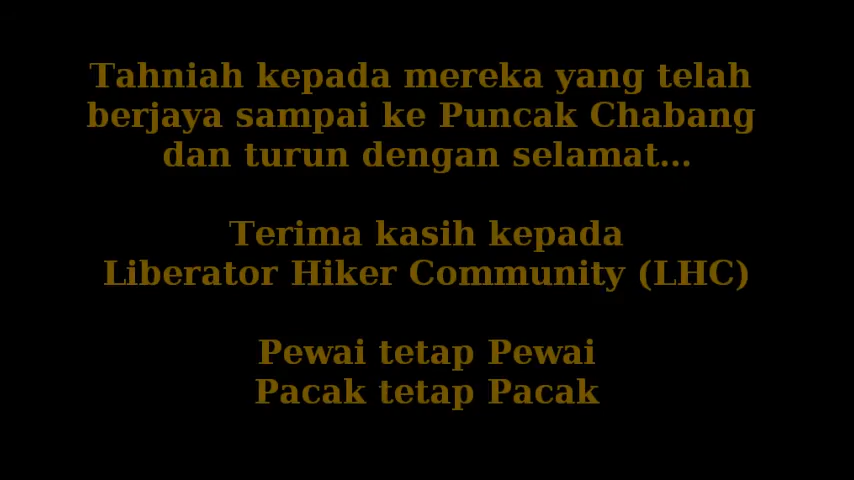 Tahniah kepada mereka yang telah
berjaya sampai ke Puncak Chabang
dan turun dengan selamat...
Terima kasih kepada
Liberator Hiker Community (LHC)
Pewai tetap Pewai
Pacak tetap Pacak